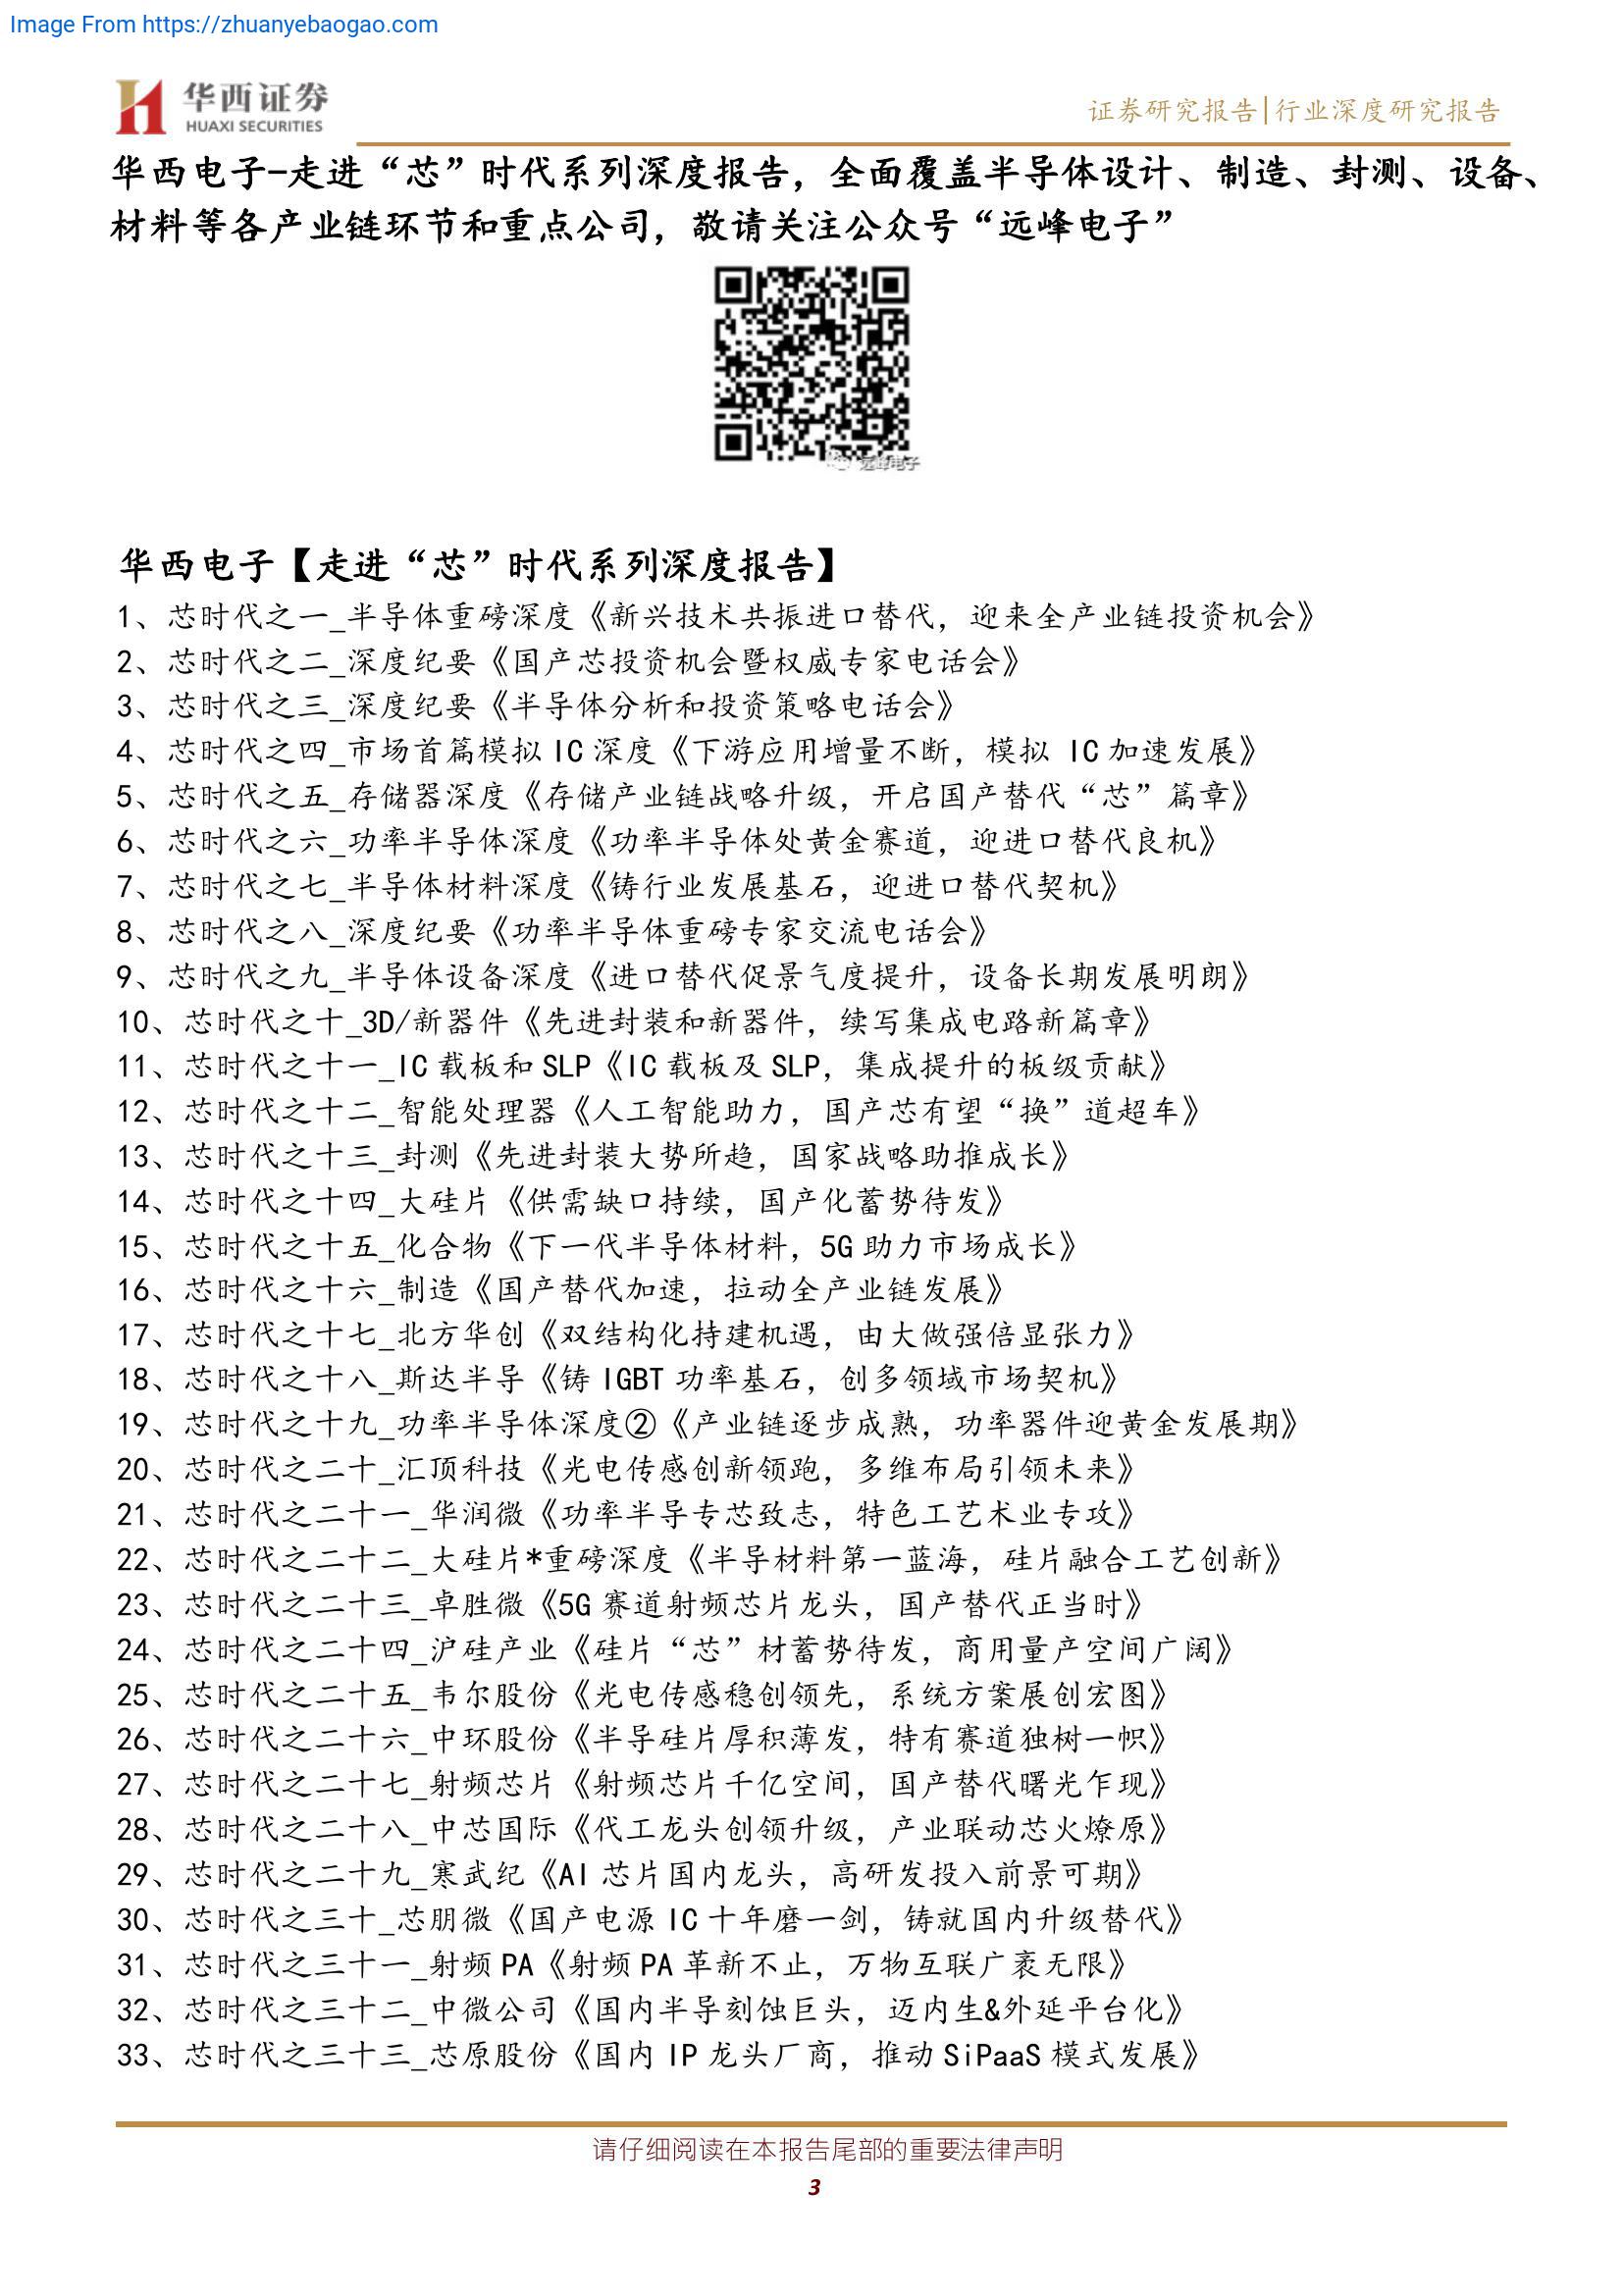 Image From https://zhuanyebaogao.com
华西证券
HUAXI SECURITIES
证券研究报告|行业深度研究报告
华西电子-走进“芯”时代系列深度报告，全面覆盖半导体设计、制造、封测、设备、
材料等各产业链环节和重点公司，敬请关注公众号“远峰电子”
远峰电子
华西电子【走进“芯”时代系列深度报告】
1、芯时代之一_半导体重磅深度《新兴技术共振进口替代，迎来全产业链投资机会》
2、芯时代之二_深度纪要《国产芯投资机会暨权威专家电话会》
3、芯时代之三_深度纪要《半导体分析和投资策略电话会》
4、芯时代之四_市场首篇模拟 IC 深度《下游应用增量不断，模拟 IC 加速发展》
5、芯时代之五_存储器深度《存储产业链战略升级，开启国产替代“芯”篇章》
6、芯时代之六_功率半导体深度《功率半导体处黄金赛道，迎进口替代良机》
7、芯时代之七_半导体材料深度《铸行业发展基石，迎进口替代契机》
8、芯时代之八_深度纪要《功率半导体重磅专家交流电话会》
9、芯时代之九_半导体设备深度《进口替代促景气度提升，设备长期发展明朗》
10、芯时代之十_3D/新器件《先进封装和新器件，续写集成电路新篇章》
11、芯时代之十一_IC 载板和 SLP《IC 载板及 SLP，集成提升的板级贡献》
12、芯时代之十二_智能处理器《人工智能助力，国产芯有望“换”道超车》
13、芯时代之十三_封测《先进封装大势所趋，国家战略助推成长》
14、芯时代之十四_大硅片《供需缺口持续，国产化蓄势待发》
15、芯时代之十五_化合物《下一代半导体材料，5G 助力市场成长》
16、芯时代之十六_制造《国产替代加速，拉动全产业链发展》
17、芯时代之十七_北方华创《双结构化持建机遇，由大做强倍显张力》
18、芯时代之十八_斯达半导《铸 IGBT 功率基石，创多领域市场契机》
19、芯时代之十九_功率半导体深度②《产业链逐步成熟，功率器件迎黄金发展期》
20、芯时代之二十_汇顶科技《光电传感创新领跑，多维布局引领未来》
21、芯时代之二十一_华润微《功率半导专芯致志，特色工艺术业专攻》
22、芯时代之二十二_大硅片*重磅深度《半导材料第一蓝海，硅片融合工艺创新》
23、芯时代之二十三_卓胜微《5G 赛道射频芯片龙头，国产替代正当时》
24、芯时代之二十四_沪硅产业《硅片“芯”材蓄势待发，商用量产空间广阔》
25、芯时代之二十五_韦尔股份《光电传感稳创领先，系统方案展创宏图》
26、芯时代之二十六_中环股份《半导硅片厚积薄发，特有赛道独树一帜》
27、芯时代之二十七_射频芯片《射频芯片千亿空间，国产替代曙光乍现》
28、芯时代之二十八_中芯国际《代工龙头创领升级，产业联动芯火燎原》
29、芯时代之二十九_寒武纪《AI 芯片国内龙头，高研发投入前景可期》
30、芯时代之三十_芯朋微《国产电源 IC 十年磨一剑，铸就国内升级替代》
31、芯时代之三十一_射频 PA《射频 PA 革新不止，万物互联广袤无限》
32、芯时代之三十二_中微公司《国内半导刻蚀巨头，迈内生&外延平台化》
33、芯时代之三十三_芯原股份《国内 IP 龙头厂商，推动 SiPaaS 模式发展》
请仔细阅读在本报告尾部的重要法律声明
3